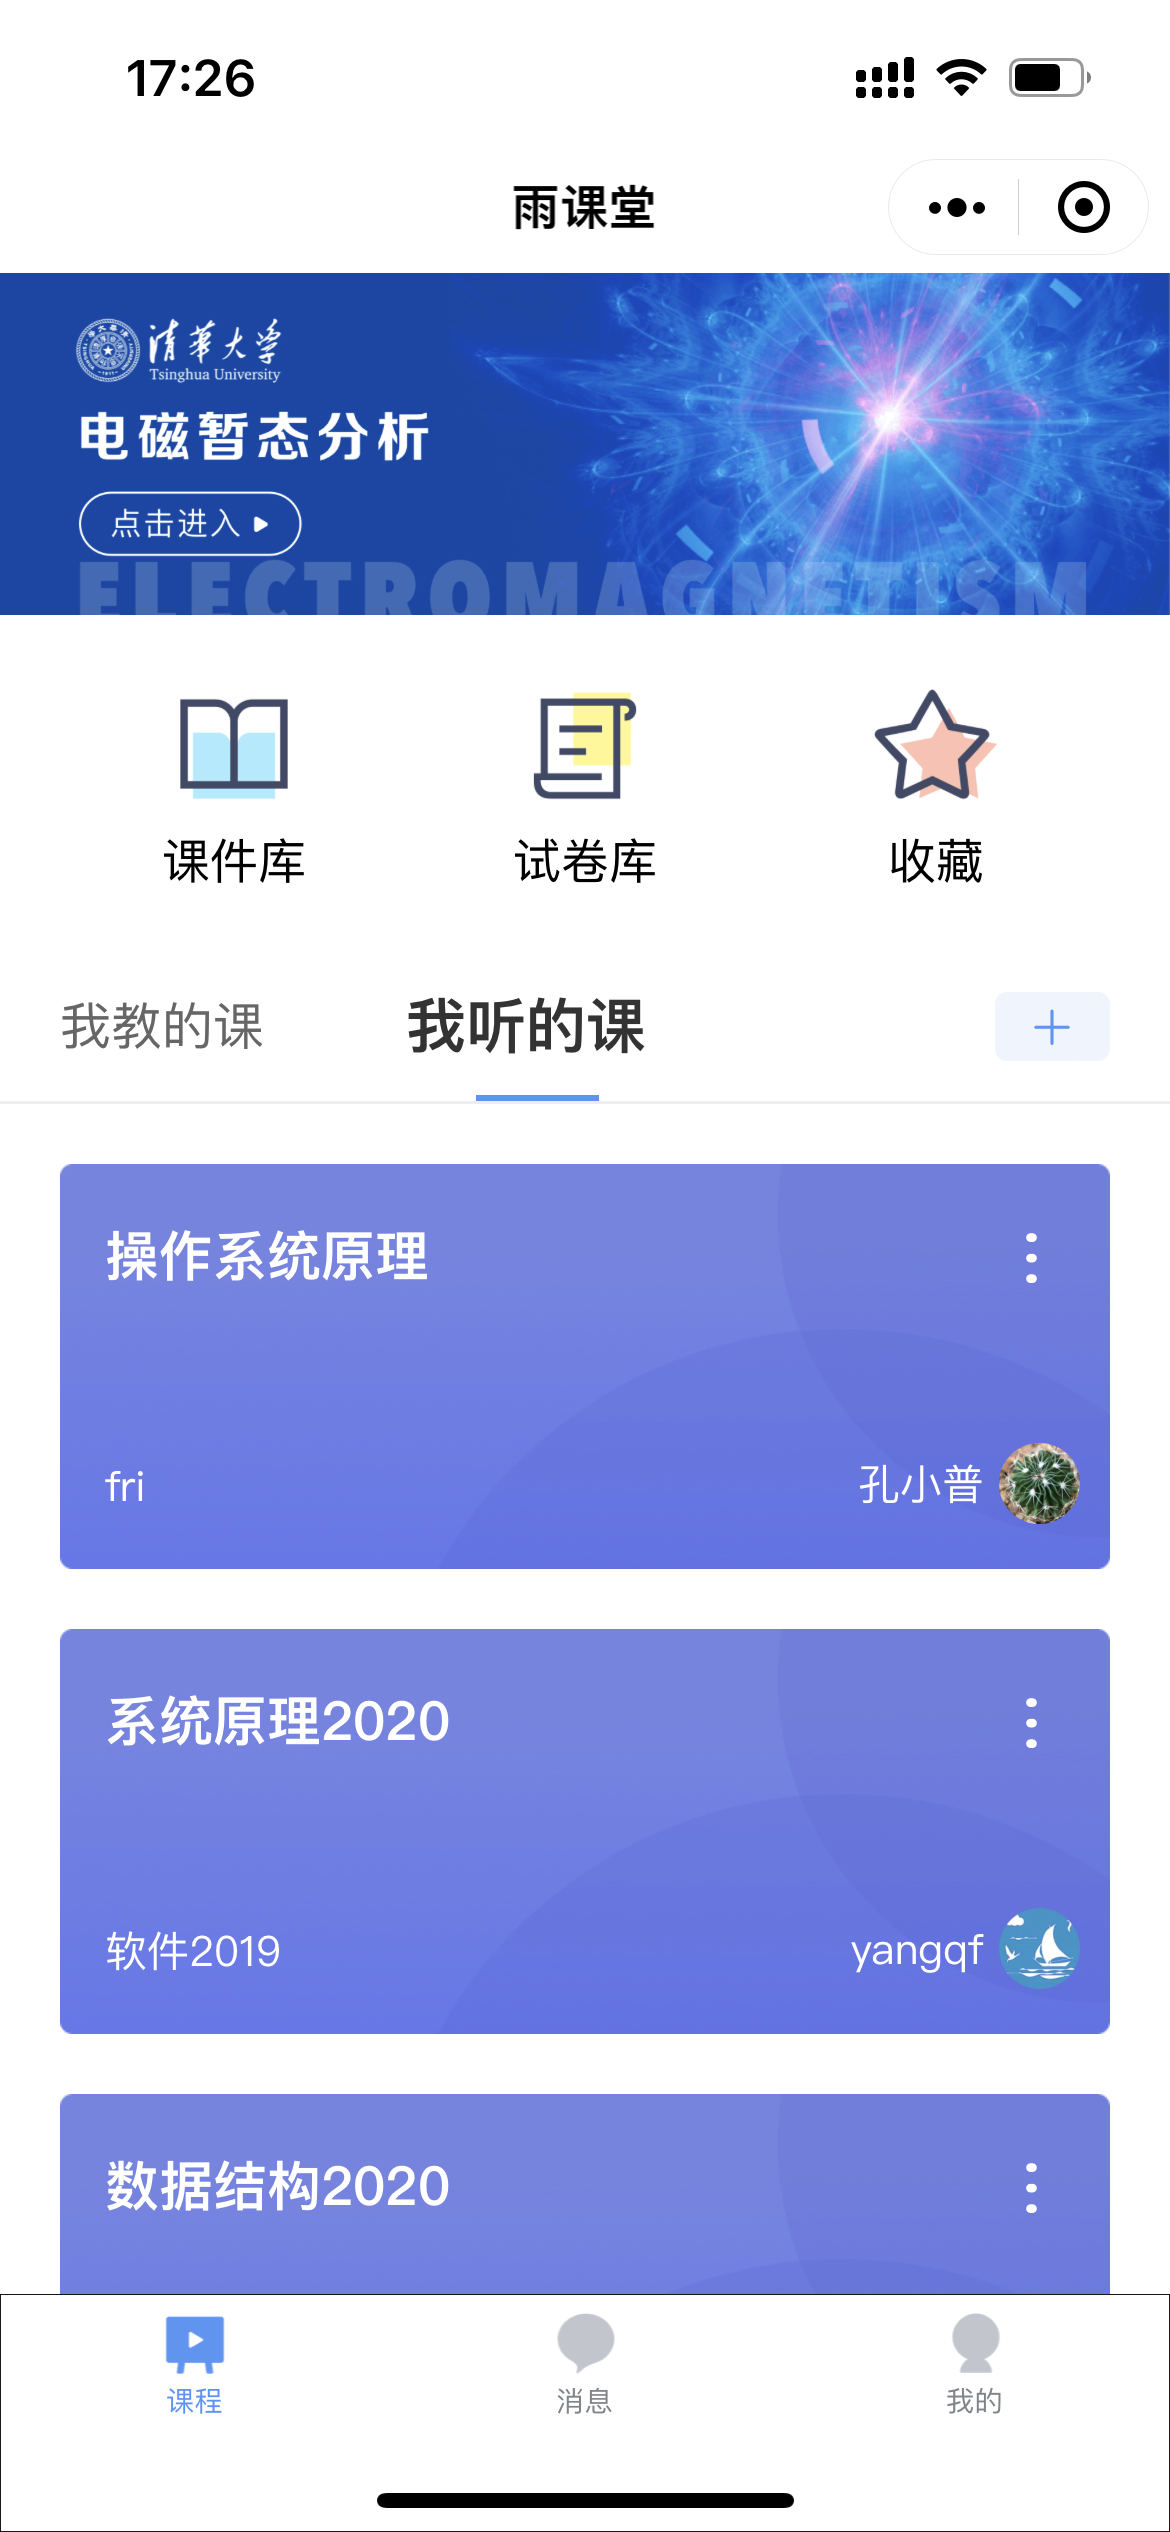 17:26
雨课堂
清华大学
Tsinghua University
电磁暂态分析
点击进入
ELECTROMAGNETISM
课件库
试卷库
收藏
我教的课
我听的课
操作系统原理
fri
孔小普
系统原理2020
软件2019
yangqf
数据结构2020
课程
消息
我的